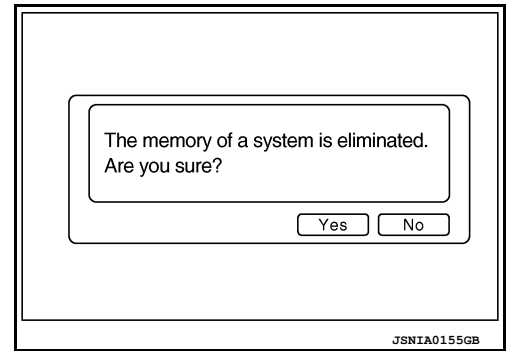 The memory of a system is eliminated.
Are you sure?
Yes No
JSNIA0155GB